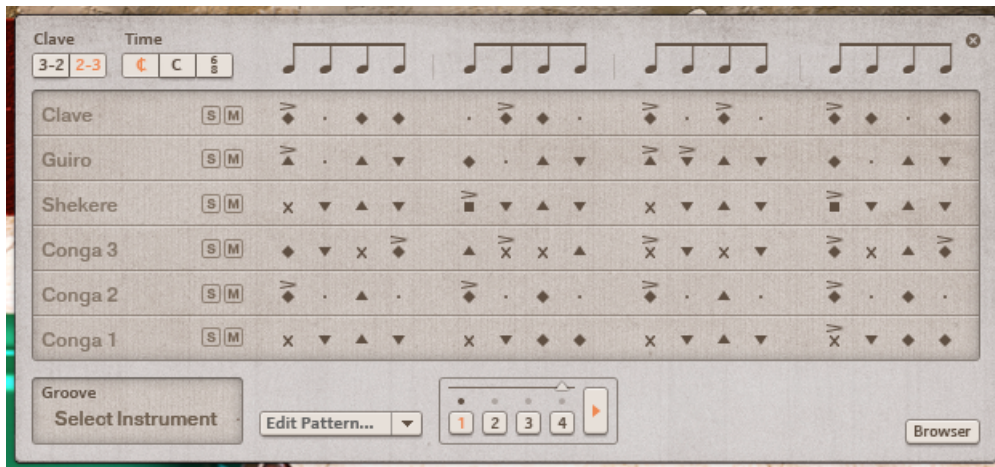 Clave Time
3-2 2-3 ¢ C 6 8
Clave S M
Guiro S M
Shekere S M
Conga 3 S M
Conga 2 S M
Conga 1 S M
Groove
Select Instrument
Edit Pattern...
1 2 3 4
Browser